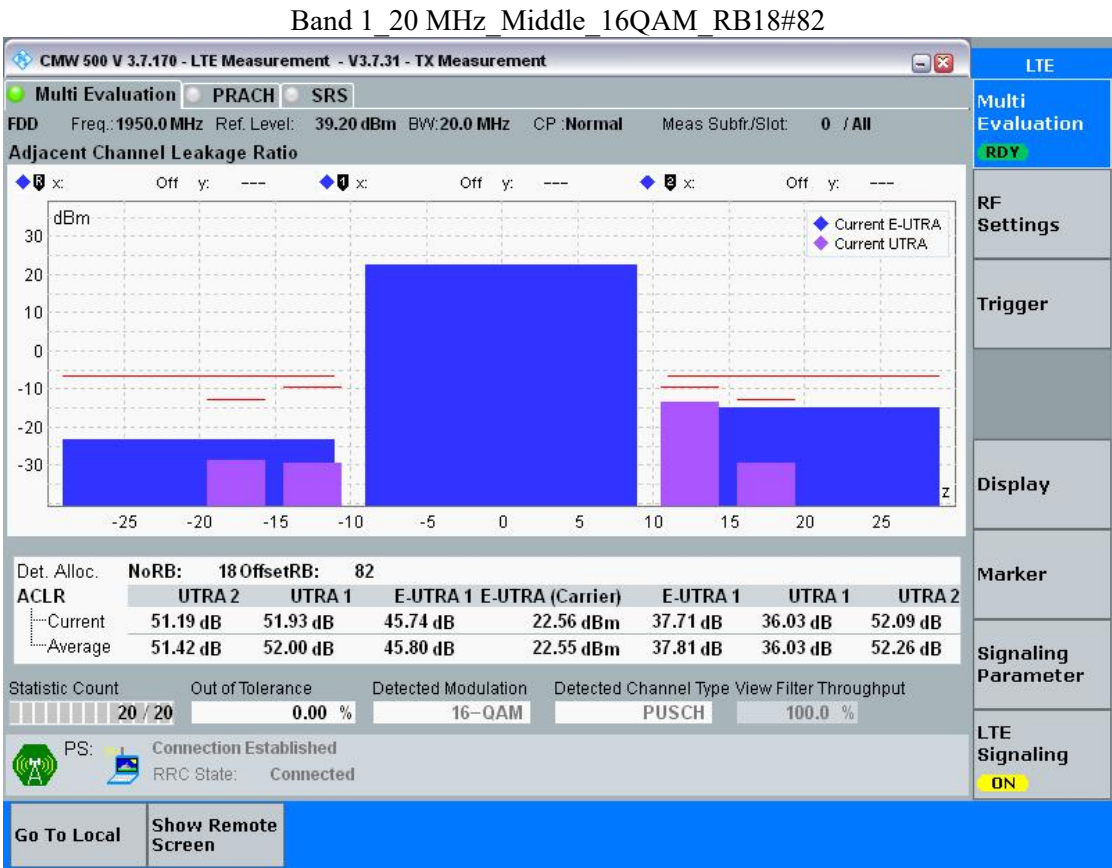 Band 1_20 MHz_Middle_16QAM_RB18#82
CMW 500 V 3.7.170 - LTE Measurement - V3.7.31 - TX Measurement
LTE
Multi Evaluation PRACH SRS
Multi
Evaluation
RDY
FDD Freq.: 1950.0 MHz Ref. Level: 39.20 dBm BW: 20.0 MHz CP : Normal Meas Subfr./Slot: 0 / All
Adjacent Channel Leakage Ratio
R x: Off y: --- 1 x: Off y: --- 2 x: Off y: ---
dBm
Current E-UTRA
Current UTRA
30
20
10
0
-10
-20
-30
z
-25 -20 -15 -10 -5 0 5 10 15 20 25
RF
Settings
Trigger
Display
Marker
Signaling
Parameter
LTE
Signaling
ON
Det. Alloc. NoRB: 18 OffsetRB: 82
ACLR UTRA 2 UTRA 1 E-UTRA 1 E-UTRA (Carrier) E-UTRA 1 UTRA 1 UTRA 2
Current 51.19 dB 51.93 dB 45.74 dB 22.56 dBm 37.71 dB 36.03 dB 52.09 dB
Average 51.42 dB 52.00 dB 45.80 dB 22.55 dBm 37.81 dB 36.03 dB 52.26 dB
Statistic Count Out of Tolerance Detected Modulation Detected Channel Type View Filter Throughput
20 / 20 0.00 % 16-QAM PUSCH 100.0 %
PS: Connection Established
RRC State: Connected
Go To Local
Show Remote
Screen